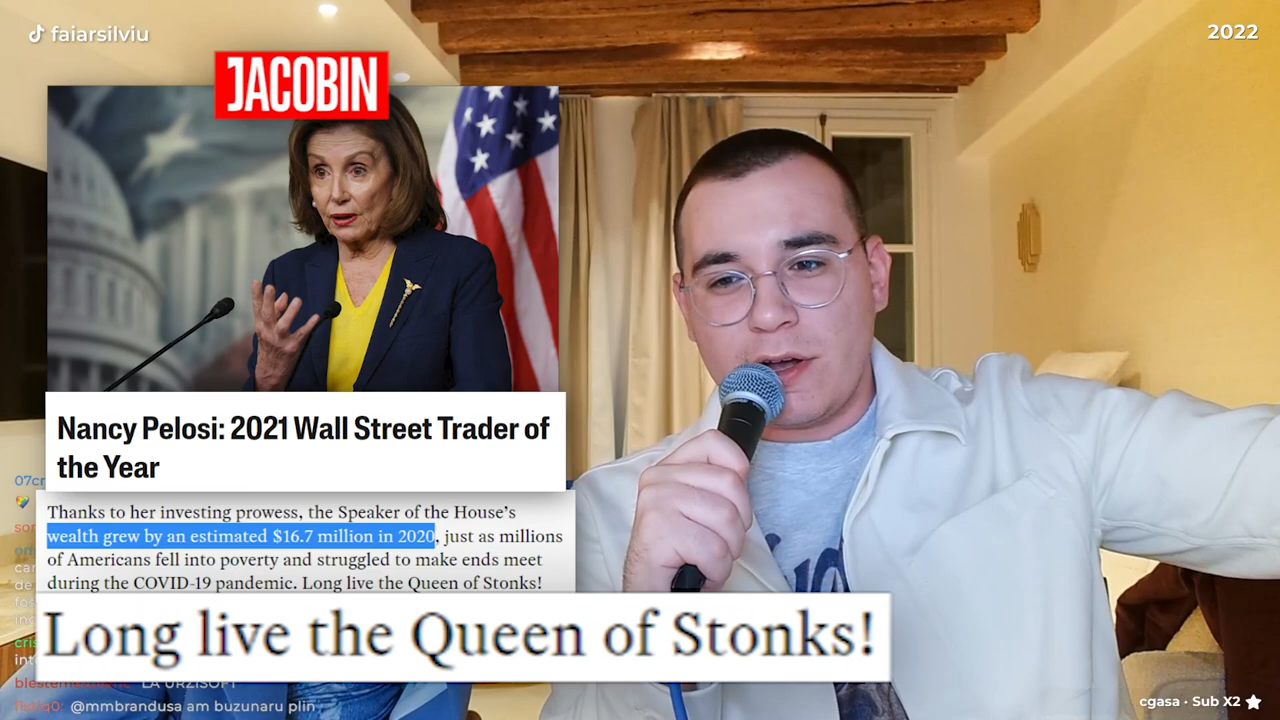 faiarsilviu
2022
JACOBIN
Nancy Pelosi: 2021 Wall Street Trader of
the Year
Thanks to her investing prowess, the Speaker of the House’s
wealth grew by an estimated $16.7 million in 2020, just as millions
of Americans fell into poverty and struggled to make ends meet
during the COVID-19 pandemic. Long live the Queen of Stonks!
Long live the Queen of Stonks!
LA URZISOFT
@mmbrandusa am buzunaru plin
cgasa · Sub X2